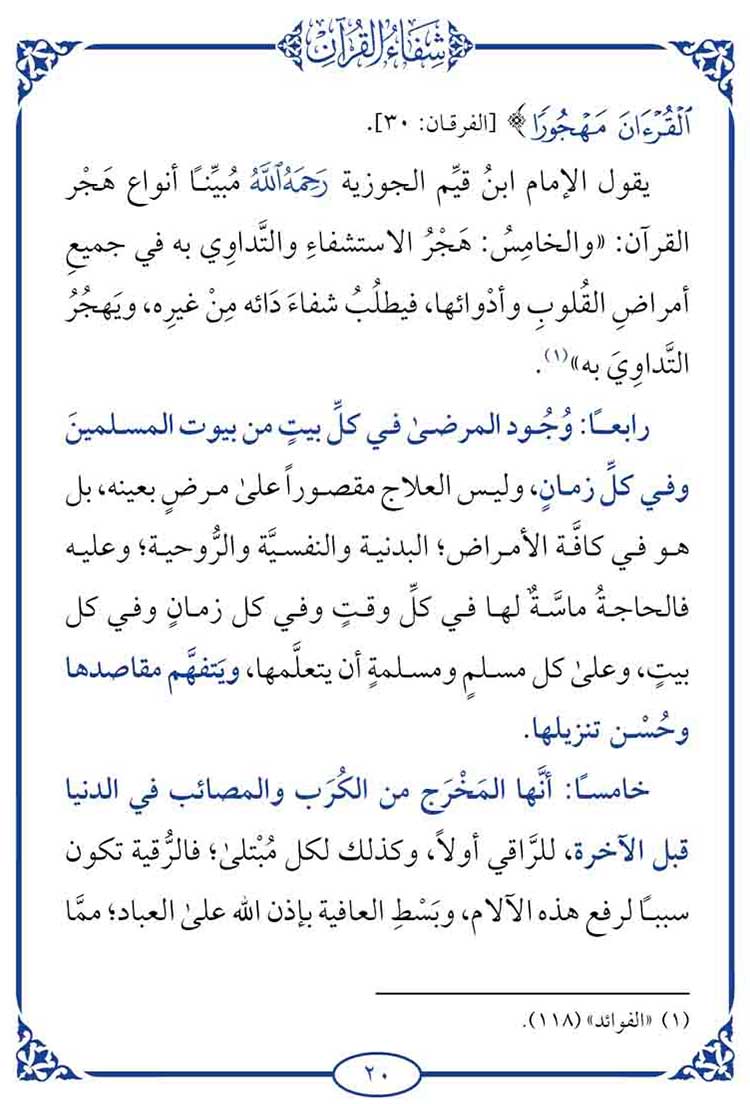 شِفَاءُ القُرْآنِ
ٱلْقُرْءَانَ مَهْجُورًا ﴾ [الفرقان: ٣٠].
يقول الإمام ابنُ قيِّم الجوزية رَحِمَهُ ٱللَّهُ مُبيِّنًا أنواع هَجْر
القرآن: «والخامِسُ: هَجْرُ الاستشفاءِ والتَّداوِي به في جميعِ
أمراضِ القُلوبِ وأدْوائها، فيطلُبُ شفاءَ دَائه مِنْ غيرِه، ويَهجُرُ
التَّداوِيَ به»(١).
رابعـًا: وُجُود المرضىٰ في كلِّ بيتٍ من بيوت المسلمينَ
وفي كلِّ زمانٍ، وليس العلاج مقصوراً علىٰ مرضٍ بعينه، بل
هو في كافَّة الأمراض؛ البدنية والنفسيَّة والرُّوحية؛ وعليه
فالحاجةُ ماسَّةٌ لها في كلِّ وقتٍ وفي كل زمانٍ وفي كل
بيتٍ، وعلىٰ كل مسلمٍ ومسلمةٍ أن يتعلَّمها، ويَتفهَّم مقاصدها
وحُسْن تنزيلها.
خامسـًا: أنَّها المَخْرَج من الكُرَب والمصائب في الدنيا
قبل الآخرة، للرَّاقي أولاً، وكذلك لكل مُبْتلىٰ؛ فالرُّقية تكون
سببـًا لرفع هذه الآلام، وبَسْطِ العافية بإذن الله علىٰ العباد؛ ممَّا
(١) «الفوائد» (١١٨).
٢٠